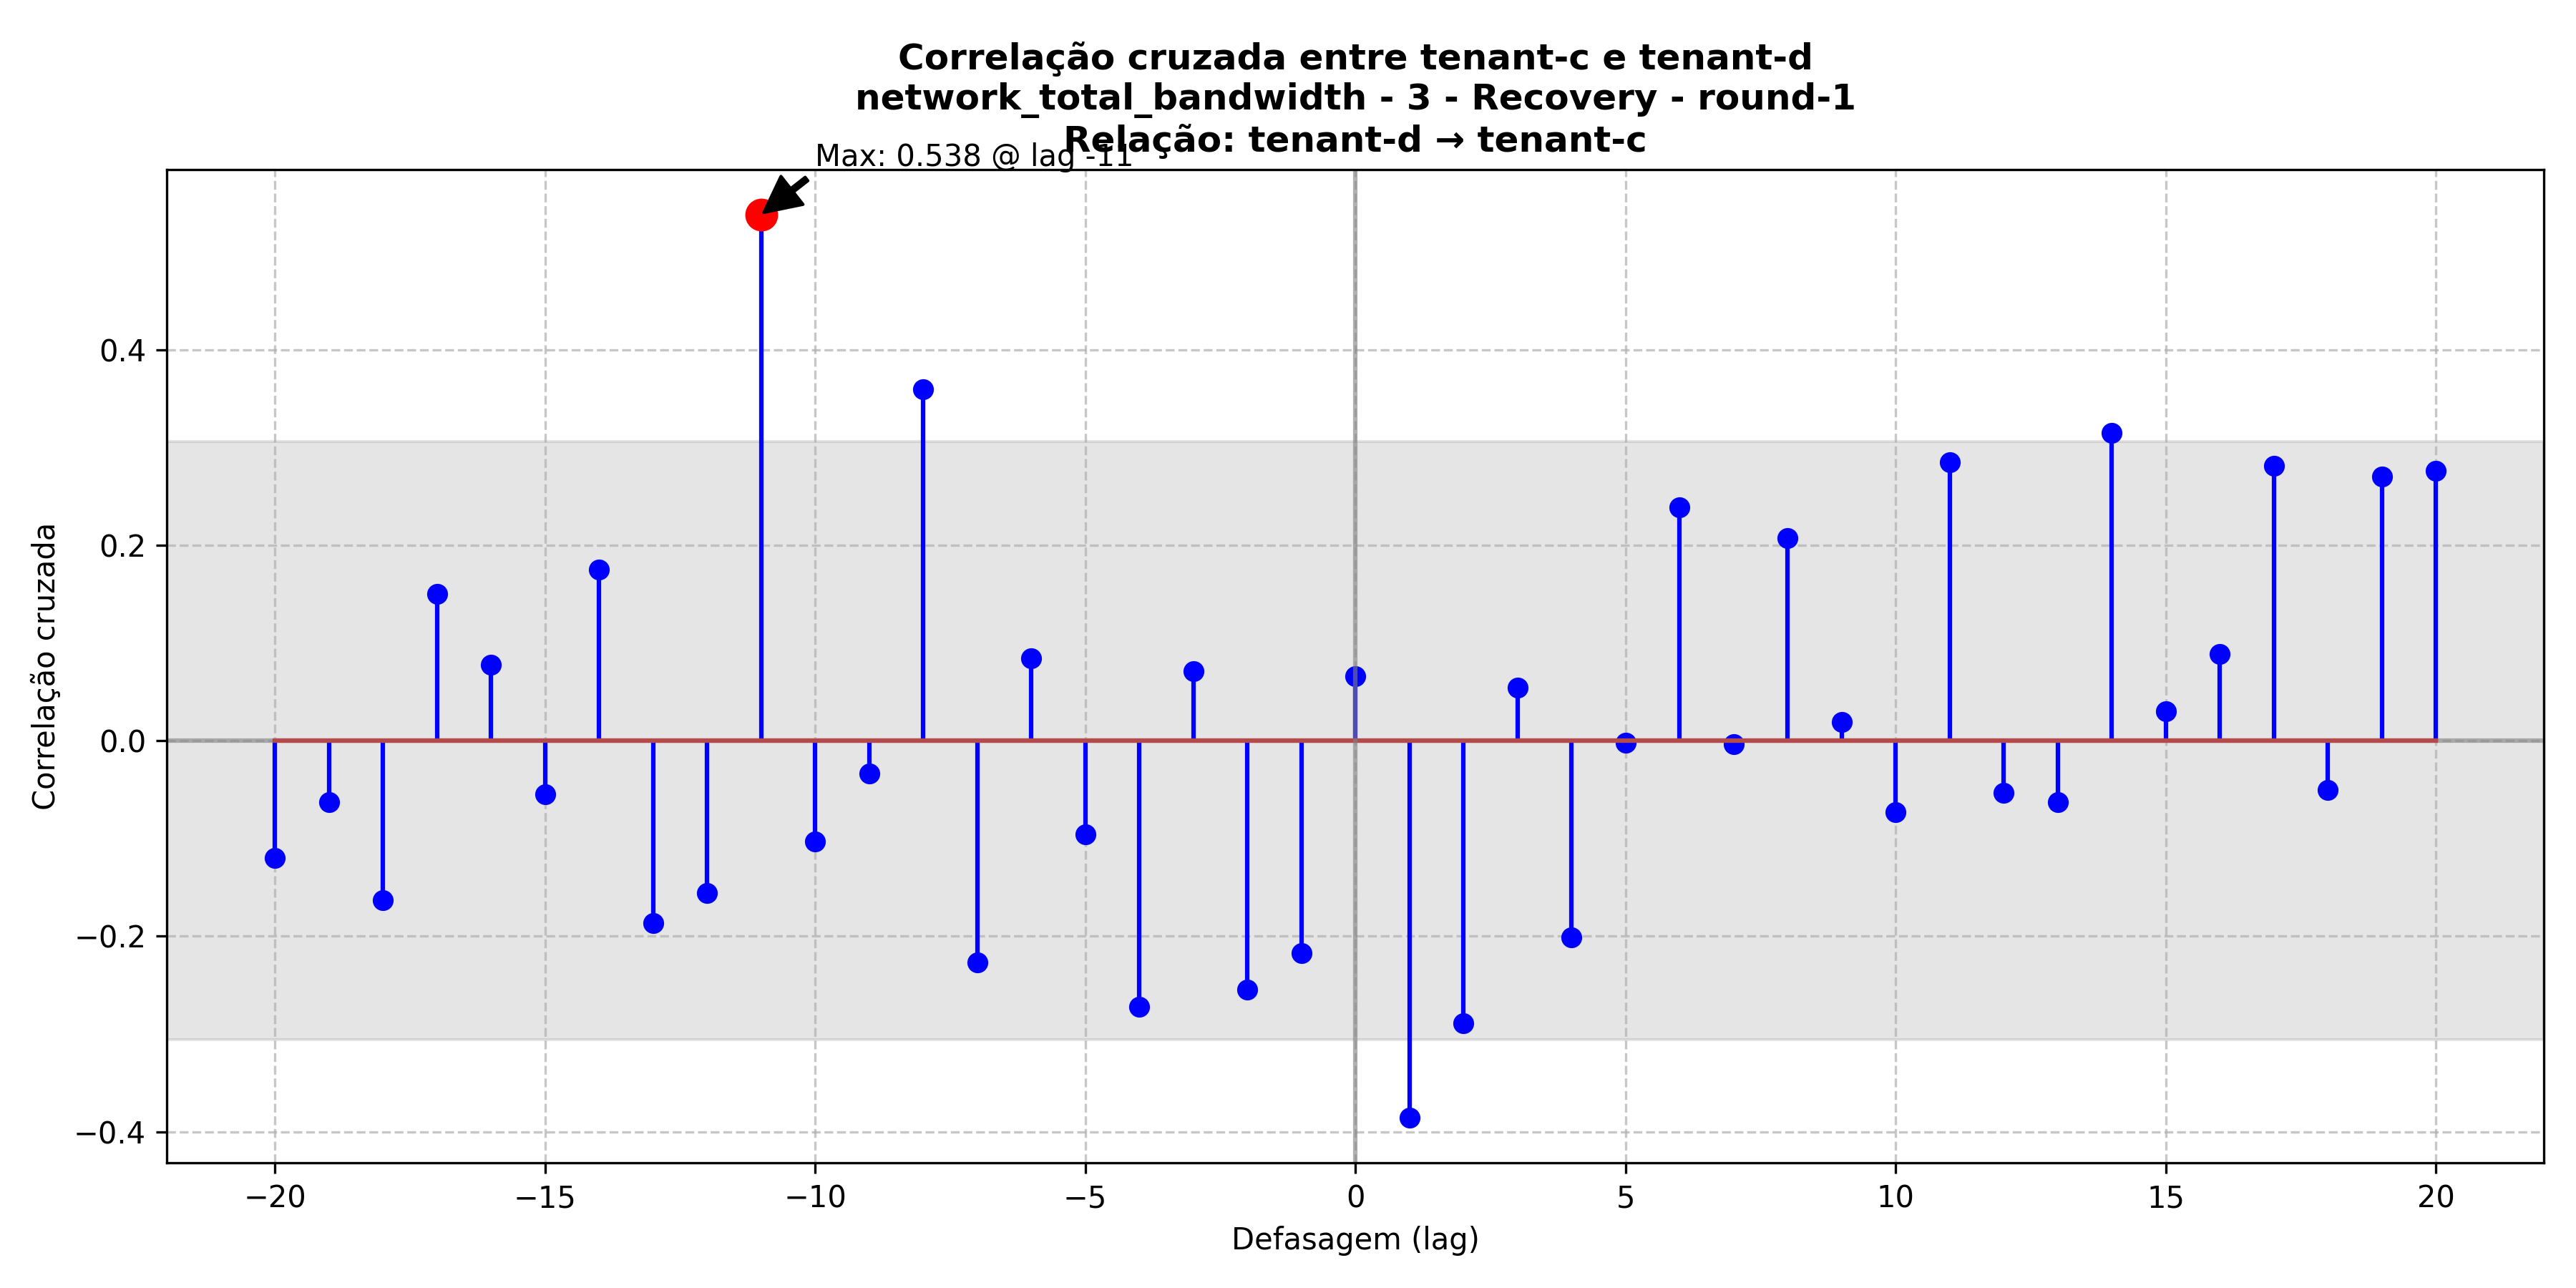 Correlação cruzada entre tenant-c e tenant-d
network_total_bandwidth - 3 - Recovery - round-1
Relação: tenant-d → tenant-c
Max: 0.538 @ lag -11
Correlação cruzada
0.4
0.2
0.0
−0.2
−0.4
−20 −15 −10 −5 0 5 10 15 20
Defasagem (lag)